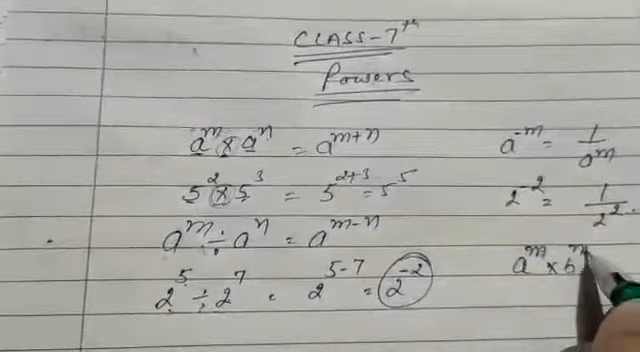 CLASS-7th
Powers
a^m × a^n = a^{m+n}
5^2 × 5^3 = 5^{2+3} = 5^5
a^m ÷ a^n = a^{m-n}
2^5 ÷ 2^7 = 2^{5-7} = 2^{-2}
a^{-m} = 1/a^m
2^{-2} = 1/2^2.
a^m × b^m